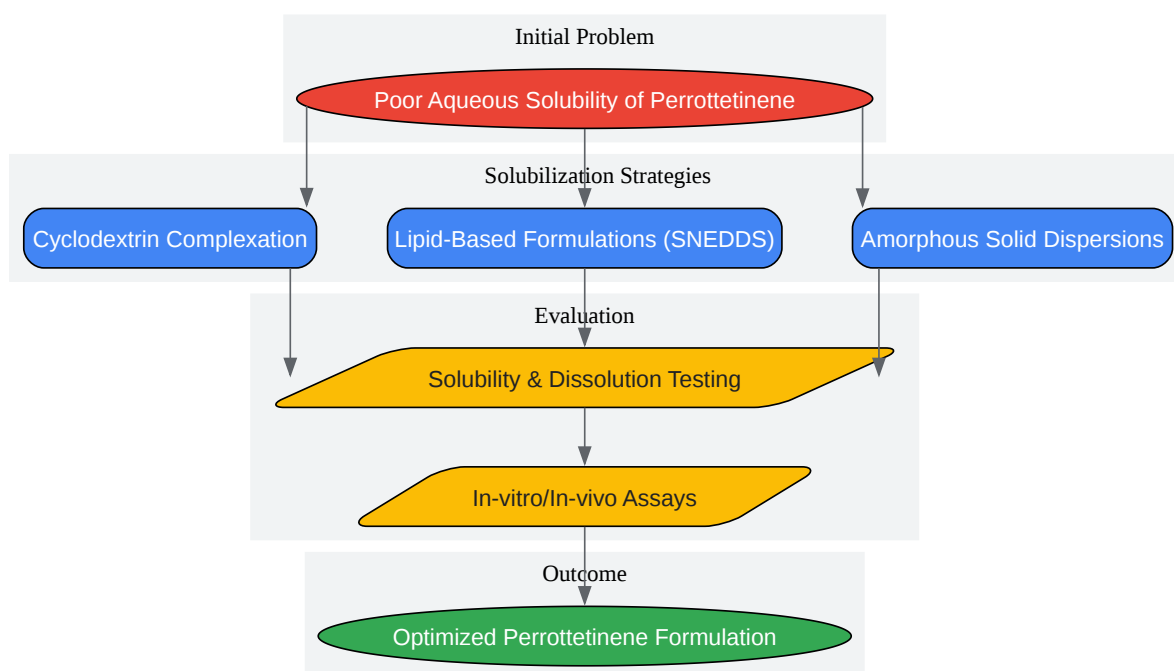 Initial Problem
Poor Aqueous Solubility of Perrottetinene
Solubilization Strategies
Cyclodextrin Complexation
Lipid-Based Formulations (SNEDDS)
Amorphous Solid Dispersions
Evaluation
Solubility & Dissolution Testing
In-vitro/In-vivo Assays
Outcome
Optimized Perrottetinene Formulation